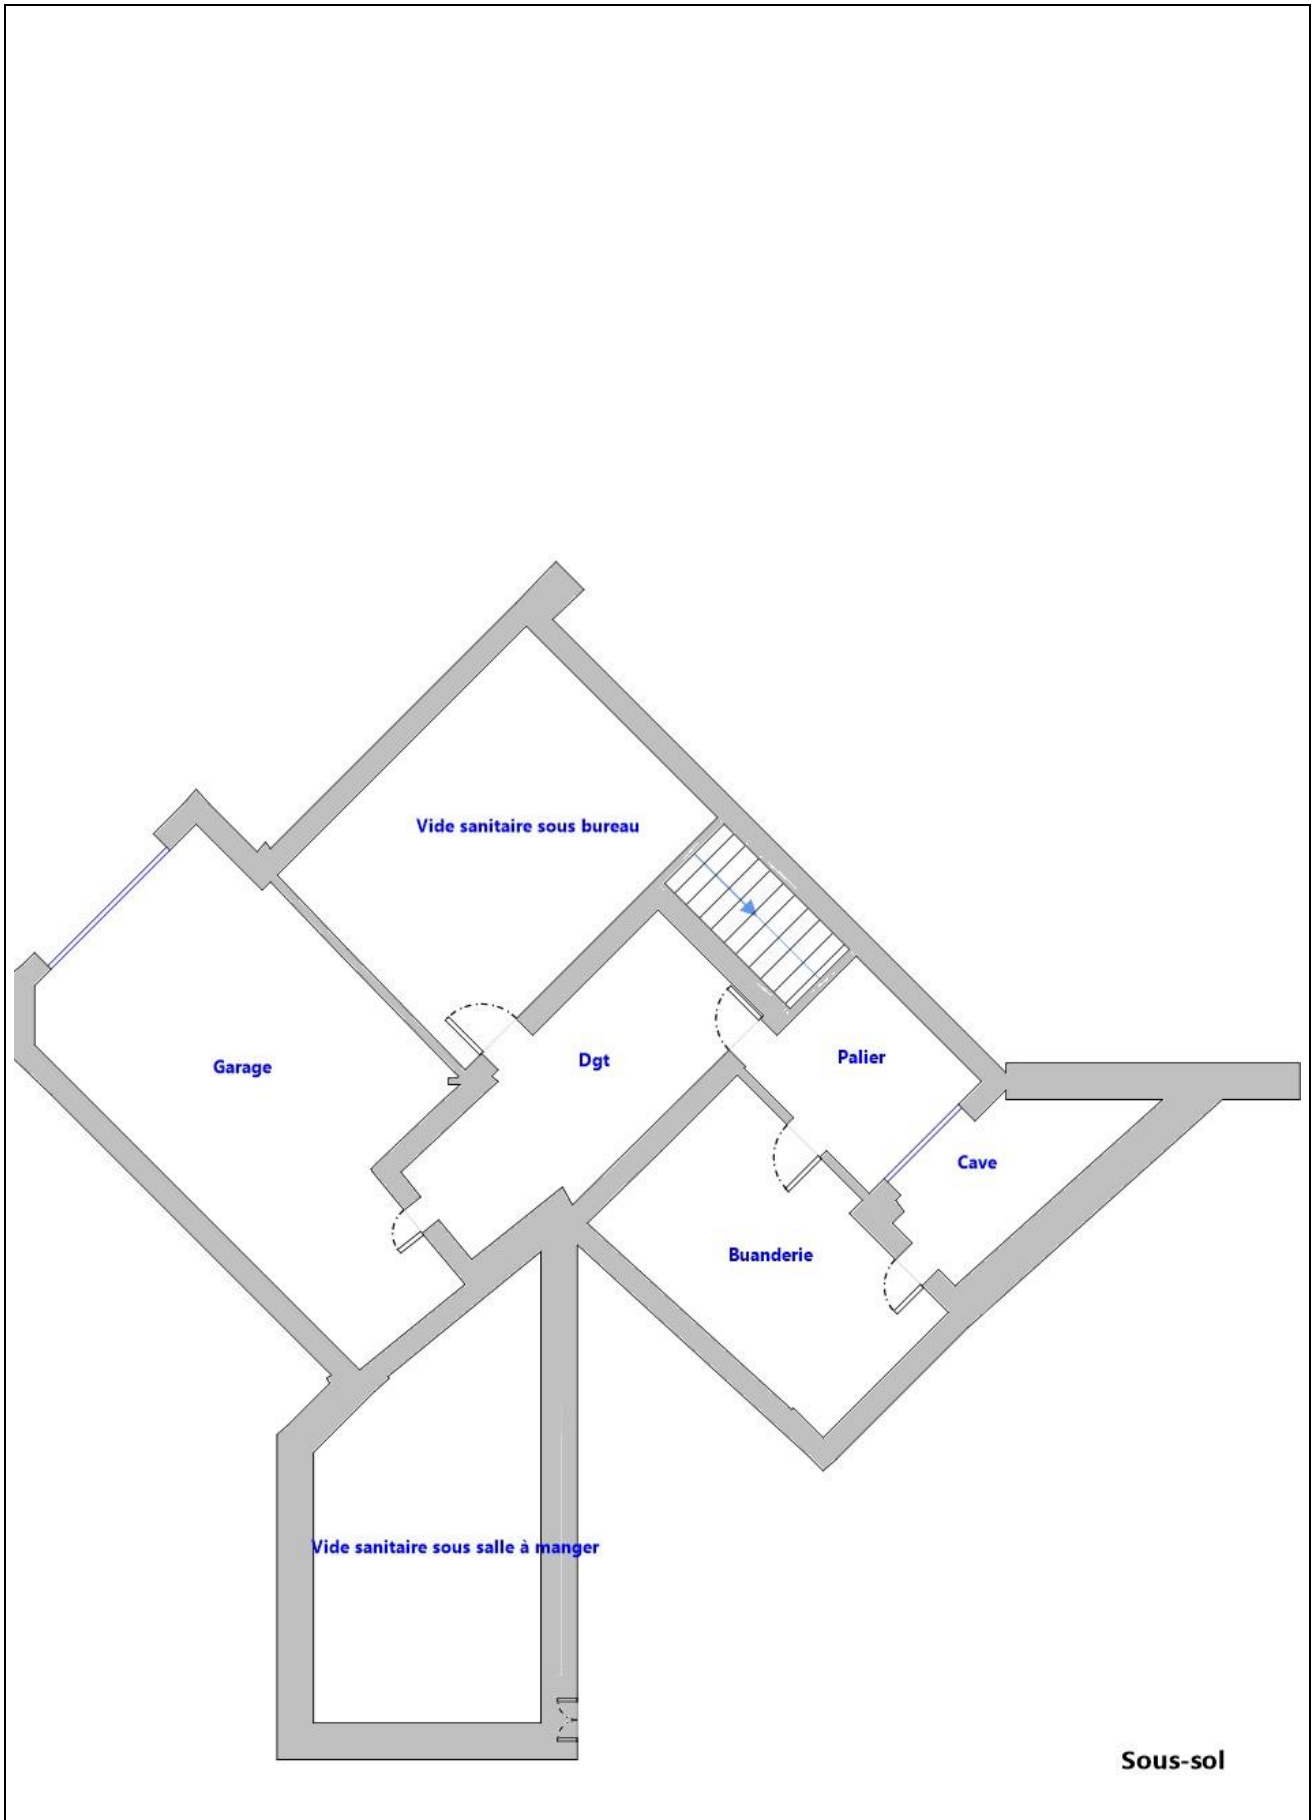 Vide sanitaire sous bureau
Garage
Dgt
Palier
Cave
Buanderie
Vide sanitaire sous salle à manger
Sous-sol